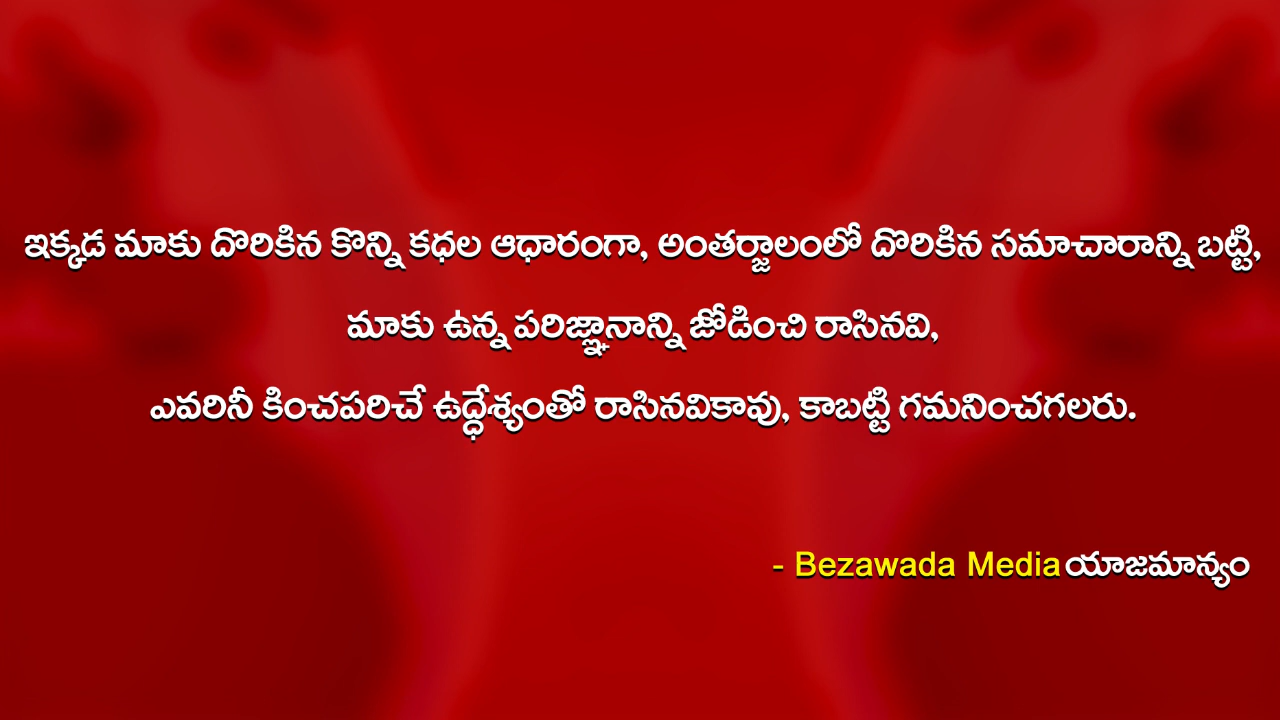 ఇక్కడ మాకు దొరికిన కొన్ని కధల ఆధారంగా, అంతర్జాలంలో దొరికిన సమాచారాన్ని బట్టి,
మాకు ఉన్న పరిజ్ఞానాన్ని జోడించి రాసినవి,
ఎవరినీ కించపరిచే ఉద్ధేశ్యంతో రాసినవికావు, కాబట్టి గమనించగలరు.
- Bezawada Media యాజమాన్యం